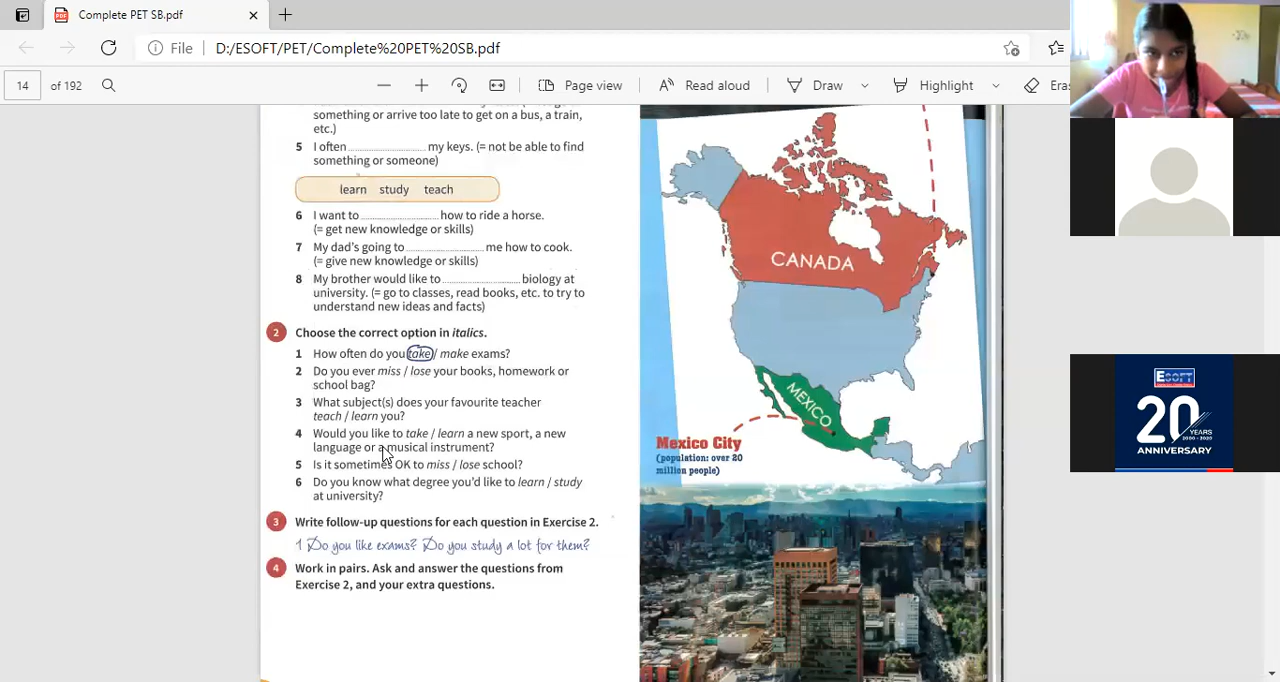 Complete PET SB.pdf
File
D:/ESOFT/PET/Complete%20PET%20SB.pdf
14
of 192
Page view
Read aloud
Draw
Highlight
something or arrive too late to get on a bus, a train,
etc.)
5 I often ........................ my keys. (= not be able to find
something or someone)
learn study teach
6 I want to ........................ how to ride a horse.
(= get new knowledge or skills)
7 My dad's going to ........................ me how to cook.
(= give new knowledge or skills)
8 My brother would like to ........................ biology at
university. (= go to classes, read books, etc. to try to
understand new ideas and facts)
2 Choose the correct option in italics.
1 How often do you take / make exams?
2 Do you ever miss / lose your books, homework or
school bag?
3 What subject(s) does your favourite teacher
teach / learn you?
4 Would you like to take / learn a new sport, a new
language or a musical instrument?
5 Is it sometimes OK to miss / lose school?
6 Do you know what degree you'd like to learn / study
at university?
3 Write follow-up questions for each question in Exercise 2.
1 Do you like exams? Do you study a lot for them?
4 Work in pairs. Ask and answer the questions from
Exercise 2, and your extra questions.
CANADA
MEXICO
Mexico City
(population: over 20
million people)
ESOFT
20 YEARS
2000 - 2020
ANNIVERSARY